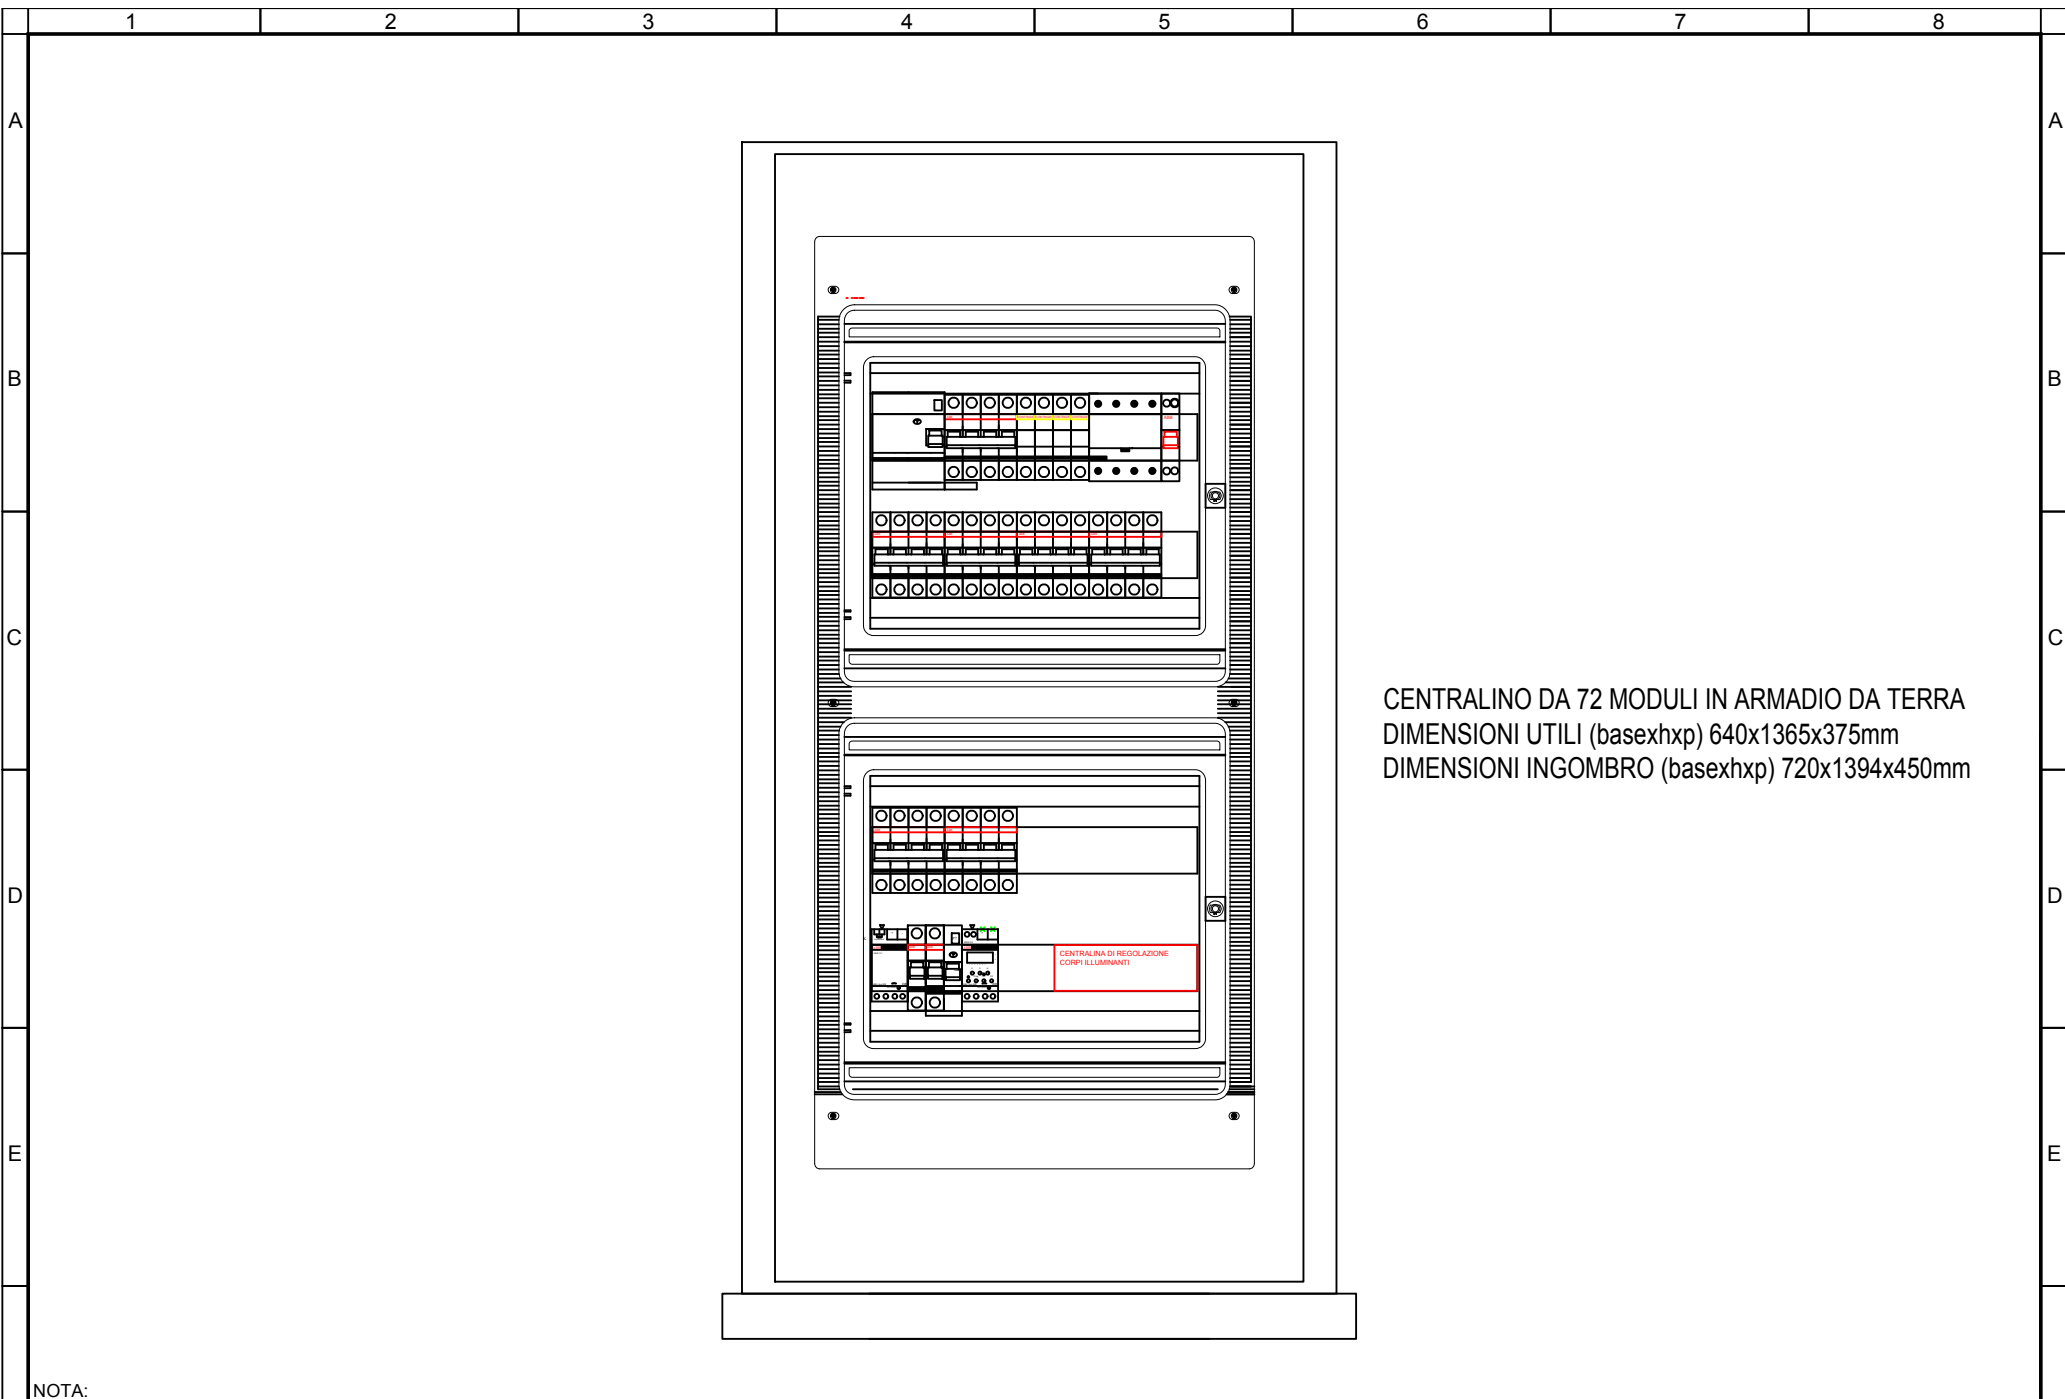 1 2 3 4 5 6 7 8
A A
B B
C C
CENTRALINO DA 72 MODULI IN ARMADIO DA TERRA
DIMENSIONI UTILI (basexhxp) 640x1365x375mm
DIMENSIONI INGOMBRO (basexhxp) 720x1394x450mm
D D
CENTRALINA DI REGOLAZIONE
CORPI ILLUMINANTI
E E
NOTA: